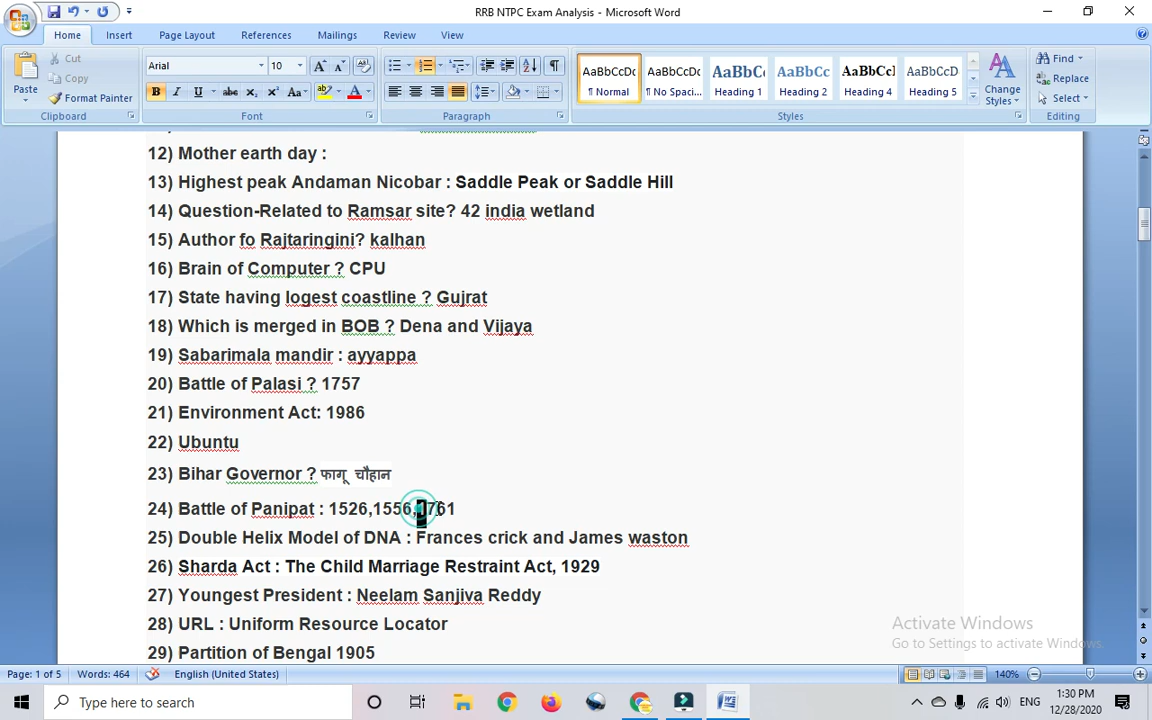 RRB NTPC Exam Analysis - Microsoft Word
Home Insert Page Layout References Mailings Review View
Paste
Cut
Copy
Format Painter
Clipboard
Arial 10
Font
Paragraph
AaBbCcDc AaBbCcDc AaBbC AaBbCc AaBbCcI AaBbCcD
¶ Normal ¶ No Spaci... Heading 1 Heading 2 Heading 4 Heading 5
Change Styles
Styles
Find
Replace
Select
Editing
12) Mother earth day :
13) Highest peak Andaman Nicobar : Saddle Peak or Saddle Hill
14) Question-Related to Ramsar site? 42 india wetland
15) Author fo Rajtaringini? kalhan
16) Brain of Computer ? CPU
17) State having logest coastline ? Gujrat
18) Which is merged in BOB ? Dena and Vijaya
19) Sabarimala mandir : ayyappa
20) Battle of Palasi ? 1757
21) Environment Act: 1986
22) Ubuntu
23) Bihar Governor ? फागू चौहान
24) Battle of Panipat : 1526,1556,1761
25) Double Helix Model of DNA : Frances crick and James waston
26) Sharda Act : The Child Marriage Restraint Act, 1929
27) Youngest President : Neelam Sanjiva Reddy
28) URL : Uniform Resource Locator
29) Partition of Bengal 1905
Activate Windows
Go to Settings to activate Windows.
Page: 1 of 5 Words: 464 English (United States) 140%
Type here to search
ENG
1:30 PM
12/28/2020